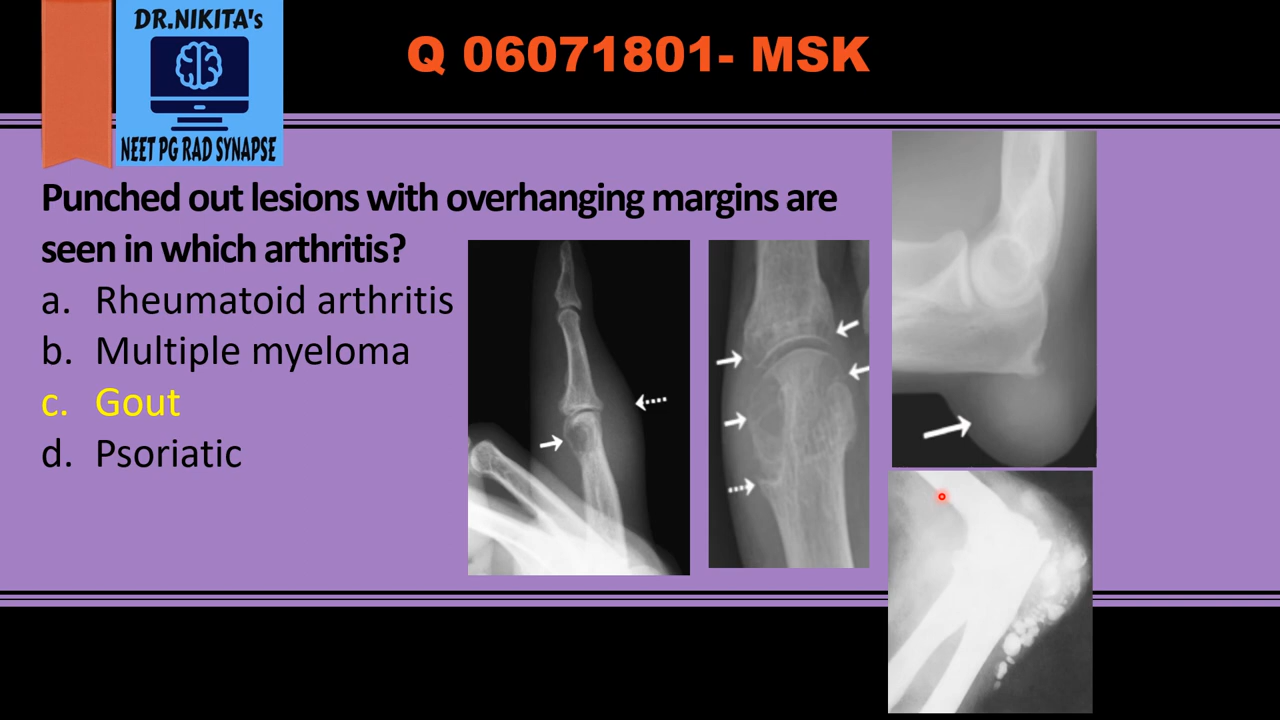 DR.NIKITA's
NEET PG RAD SYNAPSE
Q 06071801- MSK
Punched out lesions with overhanging margins are
seen in which arthritis?
a. Rheumatoid arthritis
b. Multiple myeloma
c. Gout
d. Psoriatic